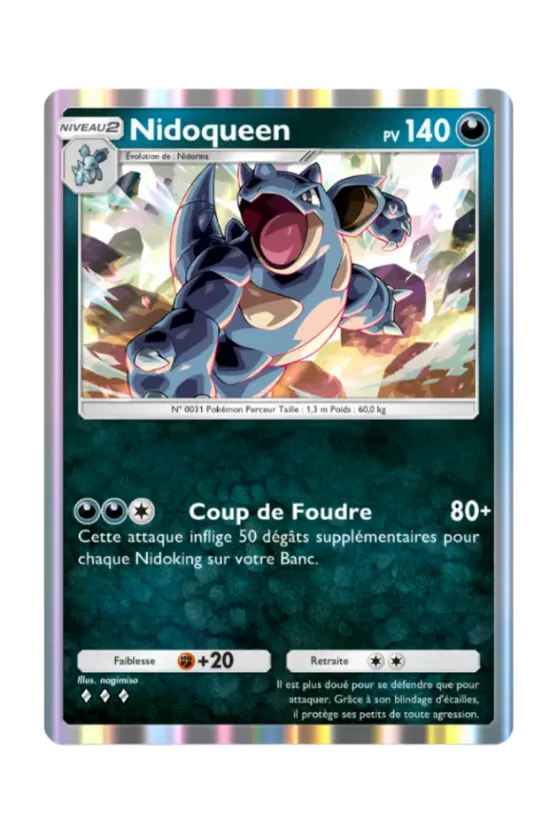 NIVEAU2 Nidoqueen PV 140
Évolution de : Nidorina
N° 0031 Pokémon Perceur Taille : 1,3 m Poids : 60,0 kg
Coup de Foudre 80+
Cette attaque inflige 50 dégâts supplémentaires pour
chaque Nidoking sur votre Banc.
Faiblesse +20 Retraite
Illus. nagimiso
Il est plus doué pour se défendre que pour
attaquer. Grâce à son blindage d'écailles,
il protège ses petits de toute agression.